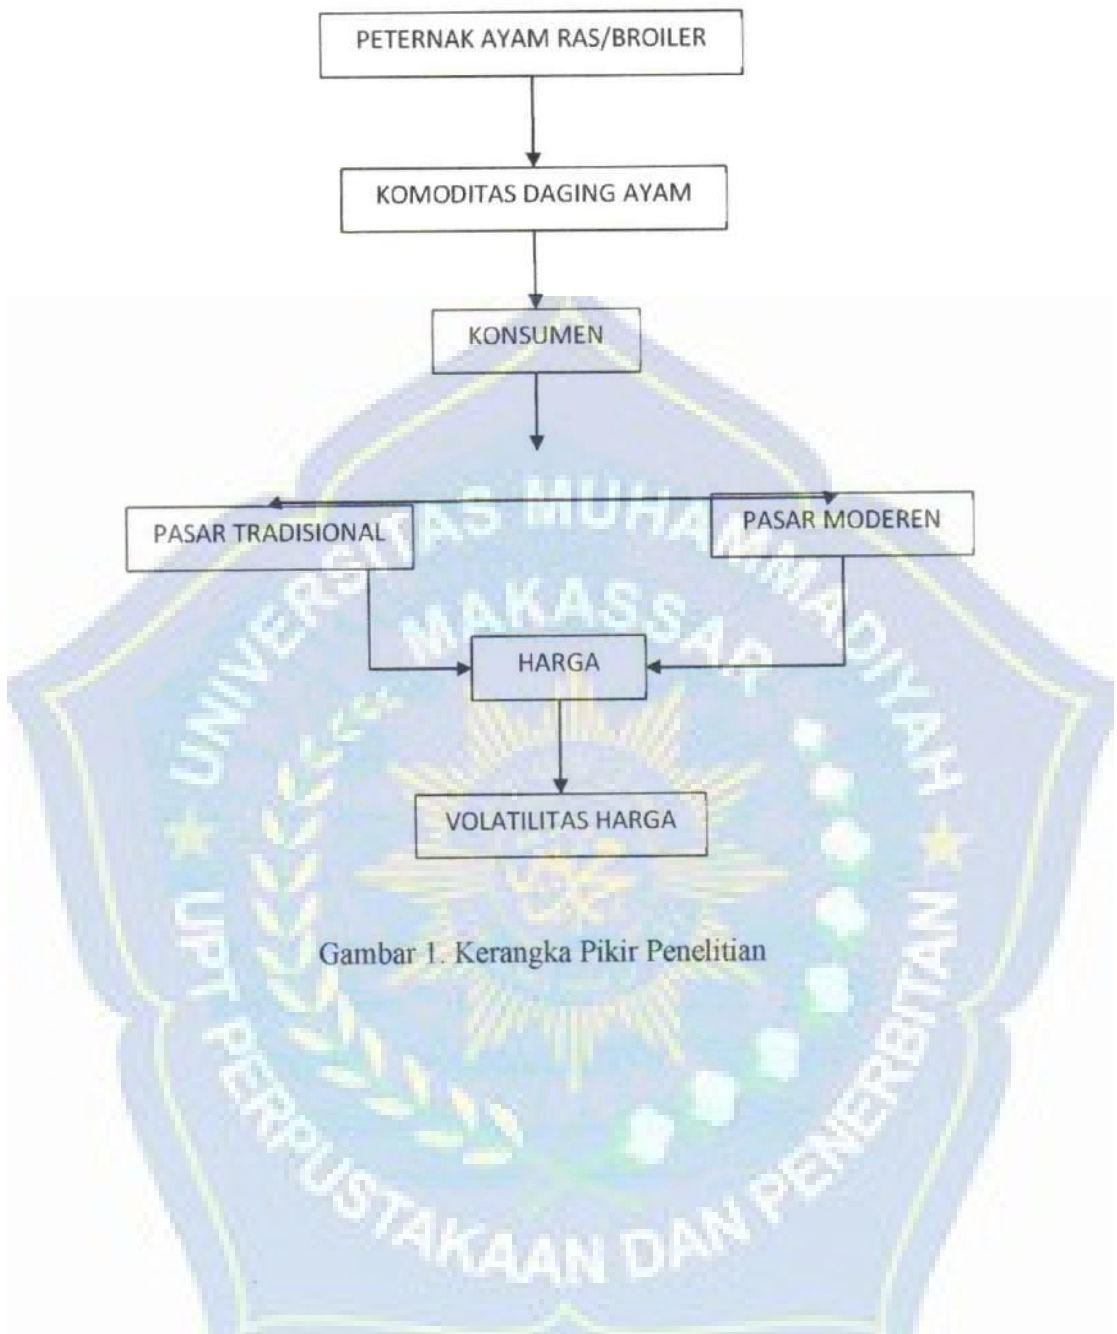 PETERNAK AYAM RAS/BROILER
KOMODITAS DAGING AYAM
KONSUMEN
PASAR TRADISIONAL
PASAR MODEREN
HARGA
VOLATILITAS HARGA
Gambar 1. Kerangka Pikir Penelitian
UNIVERSITAS MUHAMMADIYAH
MAKASSAR
UPT PERPUSTAKAAN DAN PENERBITAN